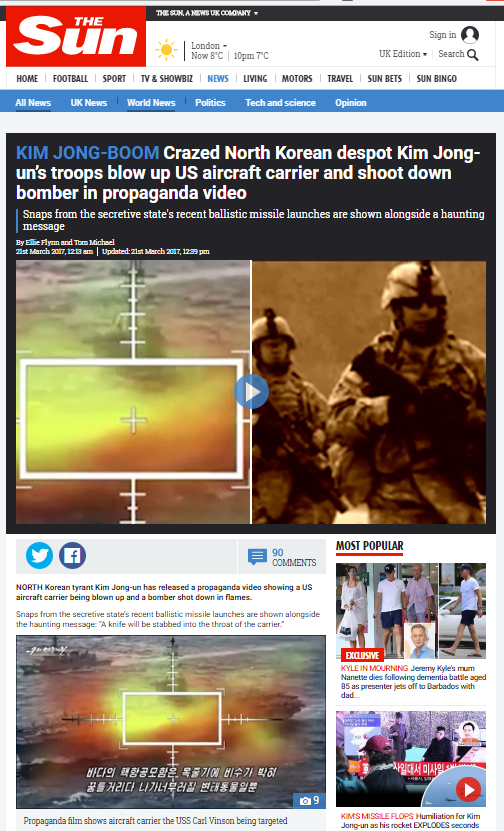 THE
Sun
THE SUN, A NEWS UK COMPANY
London
Now 8°C | 10pm 7°C
Sign in
UK Edition
Search
HOME | FOOTBALL | SPORT | TV & SHOWBIZ | NEWS | LIVING | MOTORS | TRAVEL | SUN BETS | SUN BINGO
All News UK News World News Politics Tech and science Opinion
KIM JONG-BOOM Crazed North Korean despot Kim Jong-
un's troops blow up US aircraft carrier and shoot down
bomber in propaganda video
Snaps from the secretive state's recent ballistic missile launches are shown alongside a haunting
message
By Ellie Flynn and Tom Michael
21st March 2017, 12:13 am | Updated: 21st March 2017, 12:39 pm
90
COMMENTS
NORTH Korean tyrant Kim Jong-un has released a propaganda video showing a US
aircraft carrier being blown up and a bomber shot down in flames.
Snaps from the secretive state's recent ballistic missile launches are shown alongside
the haunting message: "A knife will be stabbed into the throat of the carrier."
바다의 핵항공모함은 목줄기에 비수가 박혀
꿈틀거리다 나가너부러질 변태동물일뿐
9
Propaganda film shows aircraft carrier the USS Carl Vinson being targeted
MOST POPULAR
EXCLUSIVE
KYLE IN MOURNING Jeremy Kyle's mum
Nanette dies following dementia battle aged
85 as presenter jets off to Barbados with
dad...
KIM'S MISSILE FLOPS Humiliation for Kim
Jong-un as his rocket EXPLODES seconds